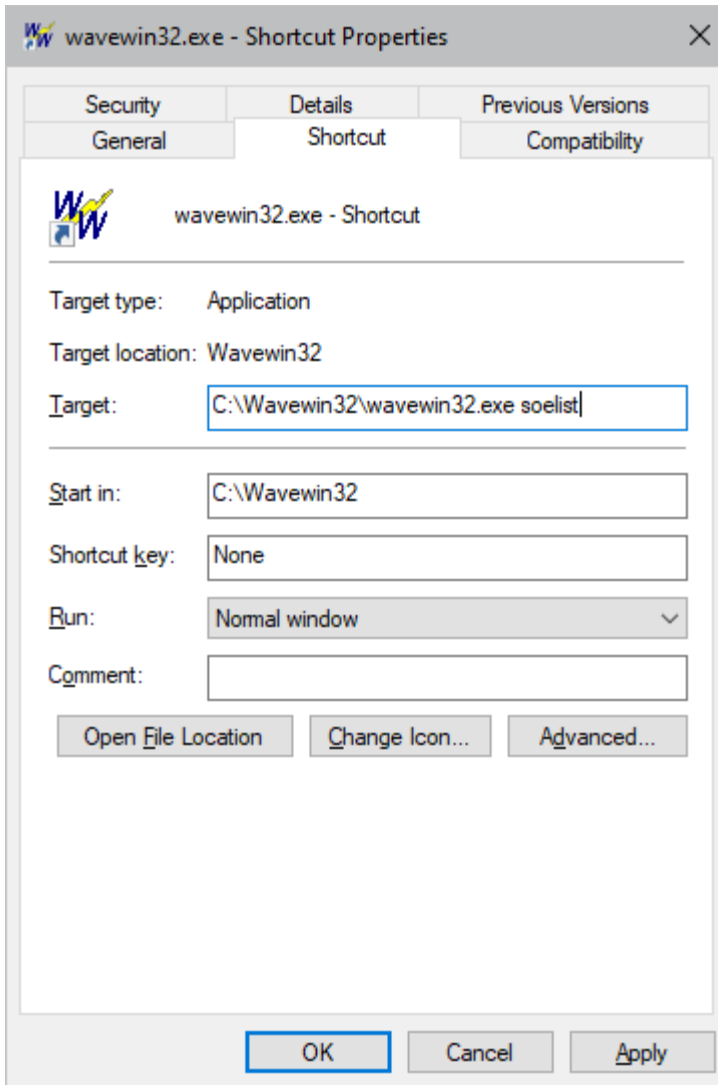 wavewin32.exe - Shortcut Properties
Security Details Previous Versions
General Shortcut Compatibility
wavewin32.exe - Shortcut
Target type: Application
Target location: Wavewin32
Target: C:\Wavewin32\wavewin32.exe soelist
Start in: C:\Wavewin32
Shortcut key: None
Run: Normal window
Comment:
Open File Location Change Icon... Advanced...
OK Cancel Apply